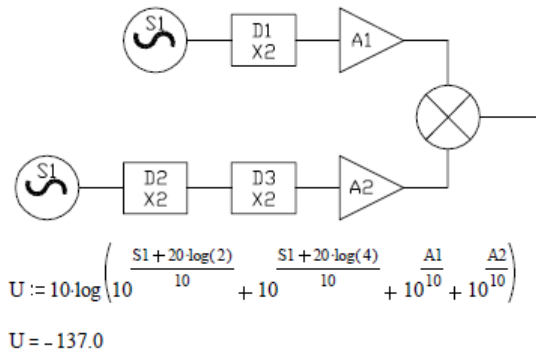 S1
D1
X2
A1
S1
D2
X2
D3
X2
A2
U := 10·log(10^((S1 + 20·log(2))/10) + 10^((S1 + 20·log(4))/10) + 10^(A1/10) + 10^(A2/10))
U = -137.0